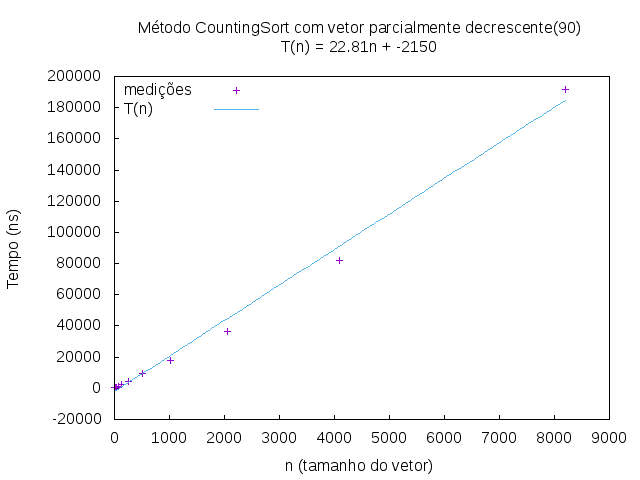 Método CountingSort com vetor parcialmente decrescente(90)
T(n) = 22.81n + -2150
200000
180000
160000
140000
120000
100000
80000
60000
40000
20000
0
-20000
medições
T(n)
Tempo (ns)
0 1000 2000 3000 4000 5000 6000 7000 8000 9000
n (tamanho do vetor)